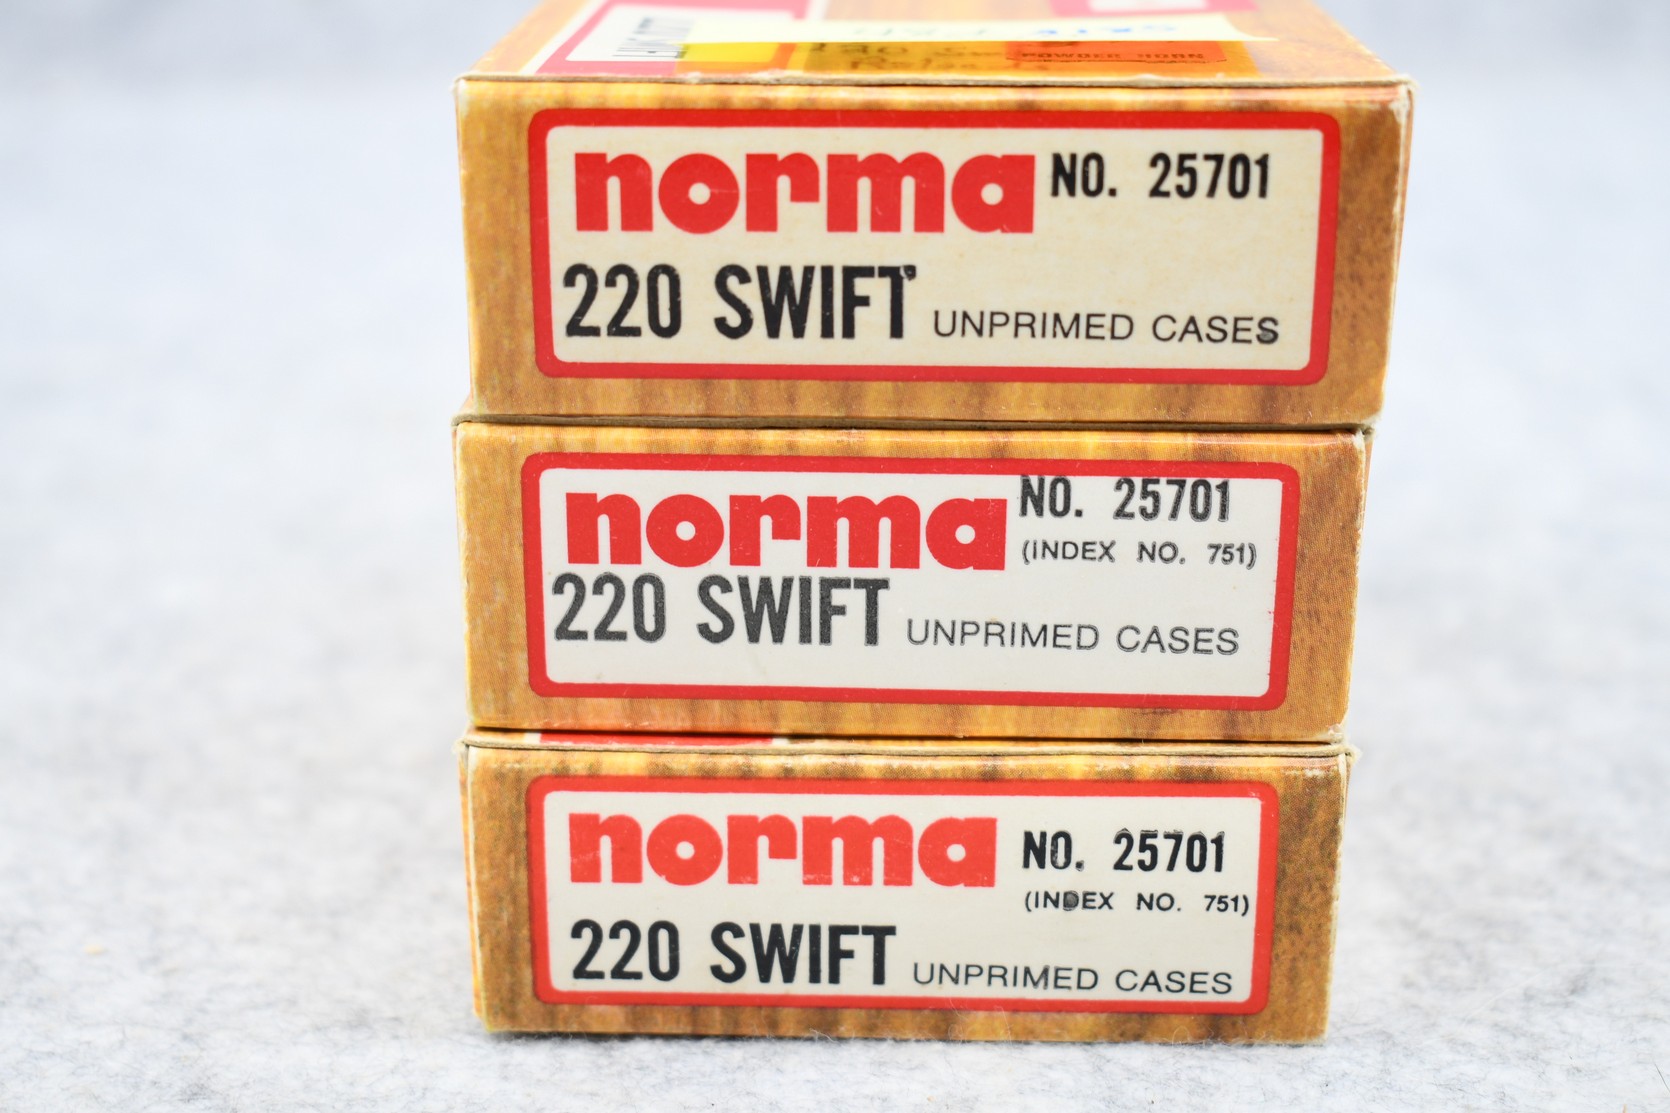 norma NO. 25701
220 SWIFT UNPRIMED CASES
norma NO. 25701
(INDEX NO. 751)
220 SWIFT UNPRIMED CASES
norma NO. 25701
(INDEX NO. 751)
220 SWIFT UNPRIMED CASES